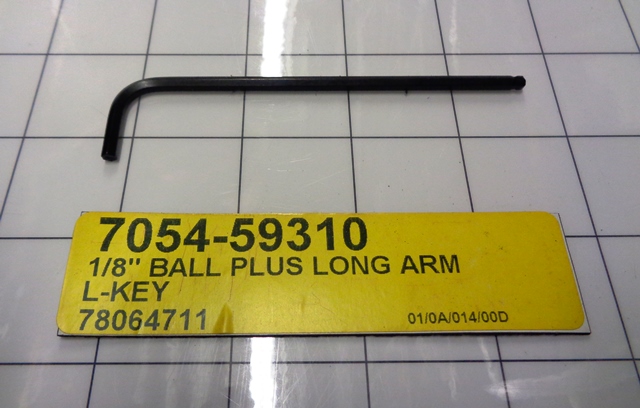 7054-59310
1/8" BALL PLUS LONG ARM
L-KEY
78064711
01/0A/014/00D